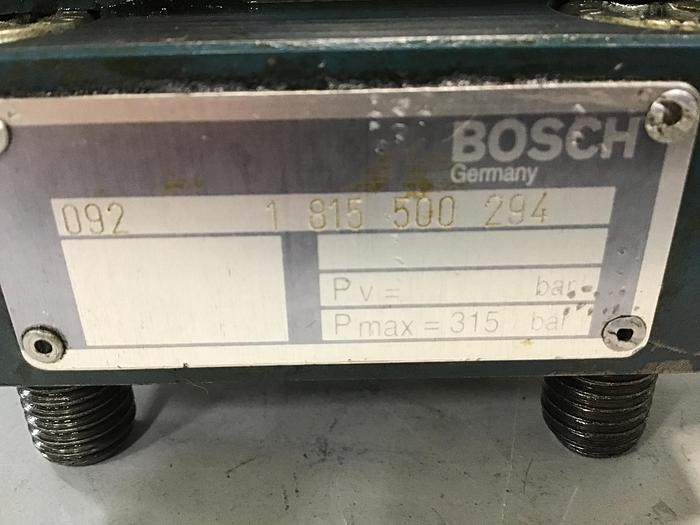 BOSCH
Germany
092 1 815 500 294
Pv = bar
Pmax = 315 bar